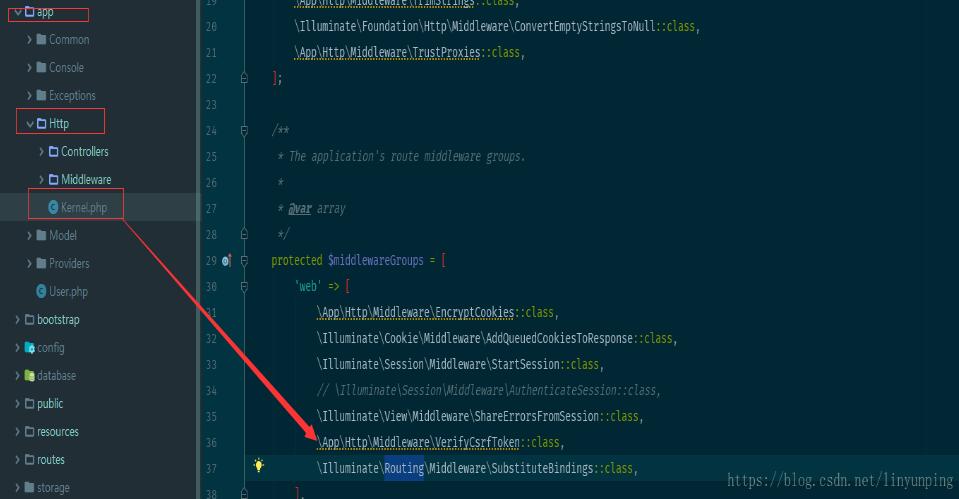 app
Common
Console
Exceptions
Http
Controllers
Middleware
Kernel.php
Model
Providers
User.php
bootstrap
config
database
public
resources
routes
storage
19 \App\Http\Middleware\TrimStrings::class,
20 \Illuminate\Foundation\Http\Middleware\ConvertEmptyStringsToNull::class,
21 \App\Http\Middleware\TrustProxies::class,
22 ];
23
24 /**
25 * The application's route middleware groups.
26 *
27 * @var array
28 */
29 protected $middlewareGroups = [
30 'web' => [
31 \App\Http\Middleware\EncryptCookies::class,
32 \Illuminate\Cookie\Middleware\AddQueuedCookiesToResponse::class,
33 \Illuminate\Session\Middleware\StartSession::class,
34 // \Illuminate\Session\Middleware\AuthenticateSession::class,
35 \Illuminate\View\Middleware\ShareErrorsFromSession::class,
36 \App\Http\Middleware\VerifyCsrfToken::class,
37 \Illuminate\Routing\Middleware\SubstituteBindings::class,
38 ],
https://blog.csdn.net/linyunping